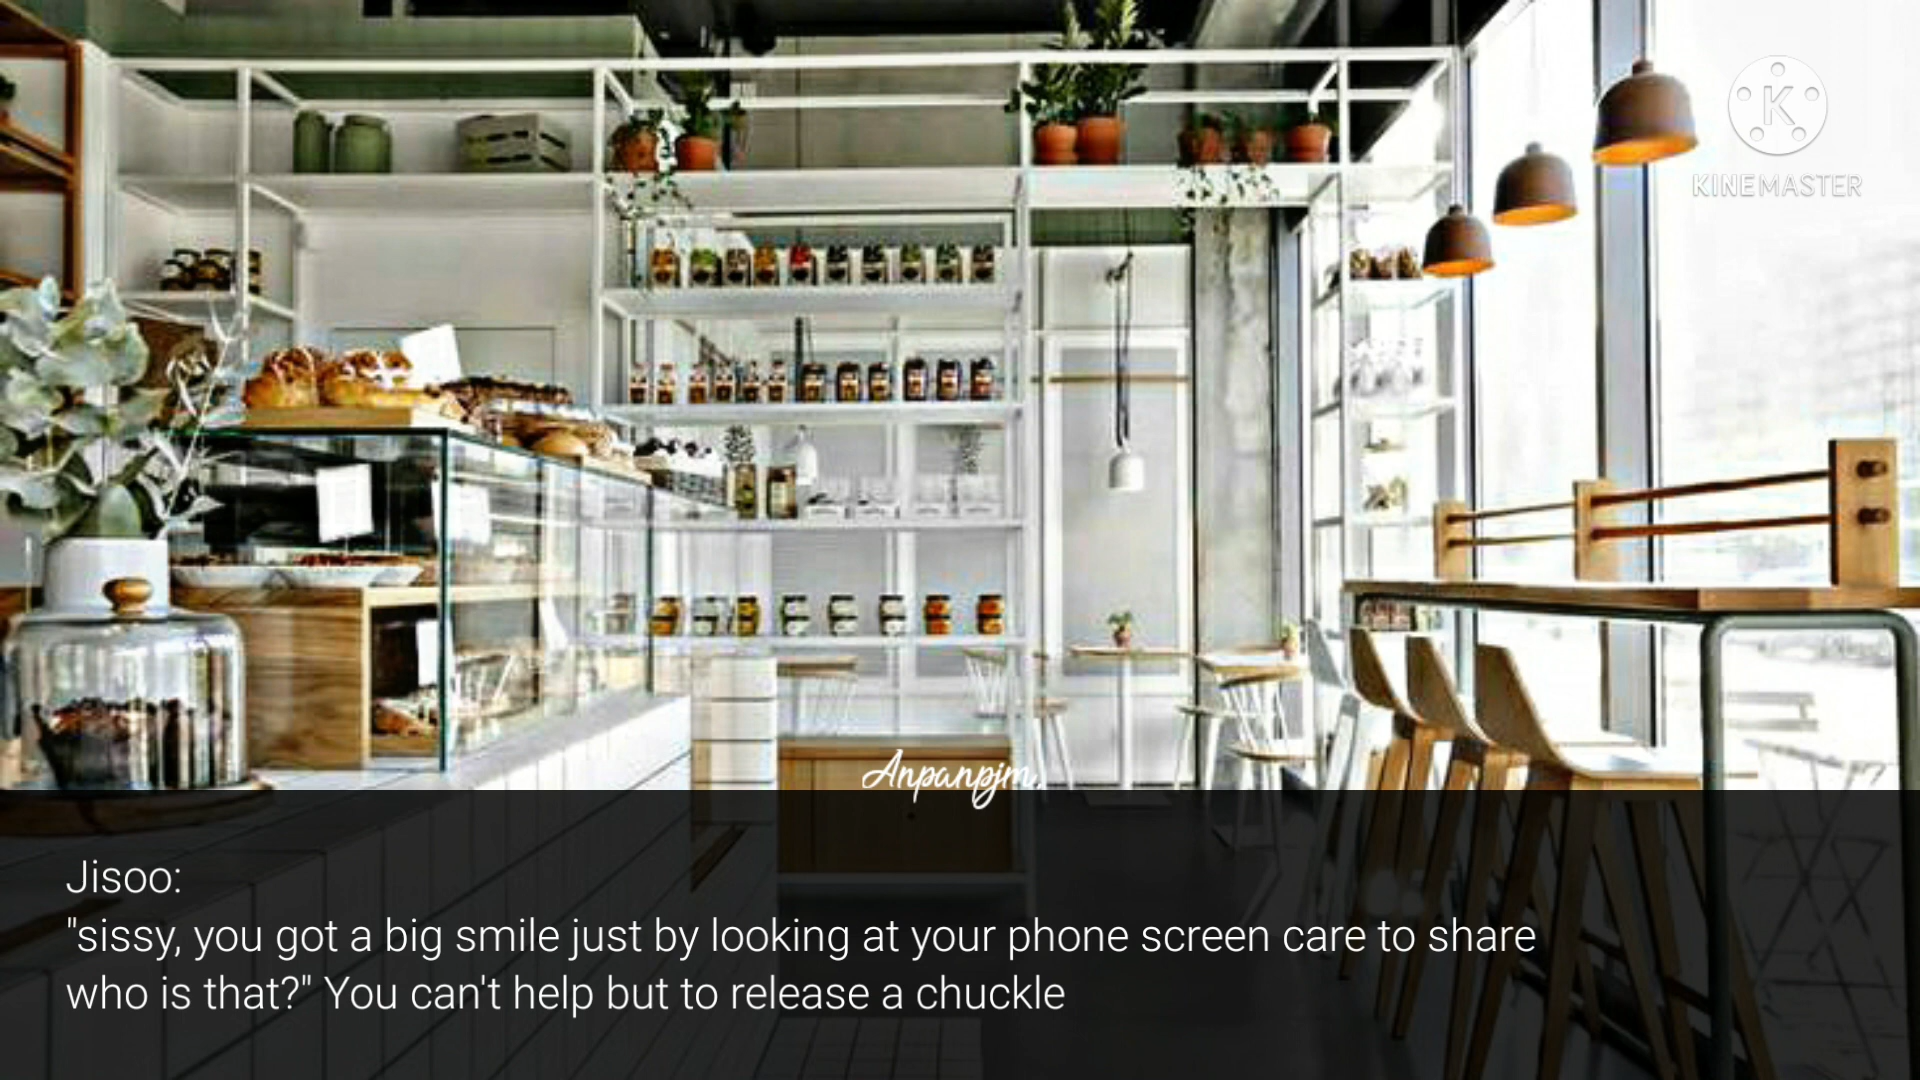 KINEMASTER
Anpanpjm.
Jisoo:
"sissy, you got a big smile just by looking at your phone screen care to share
who is that?" You can't help but to release a chuckle